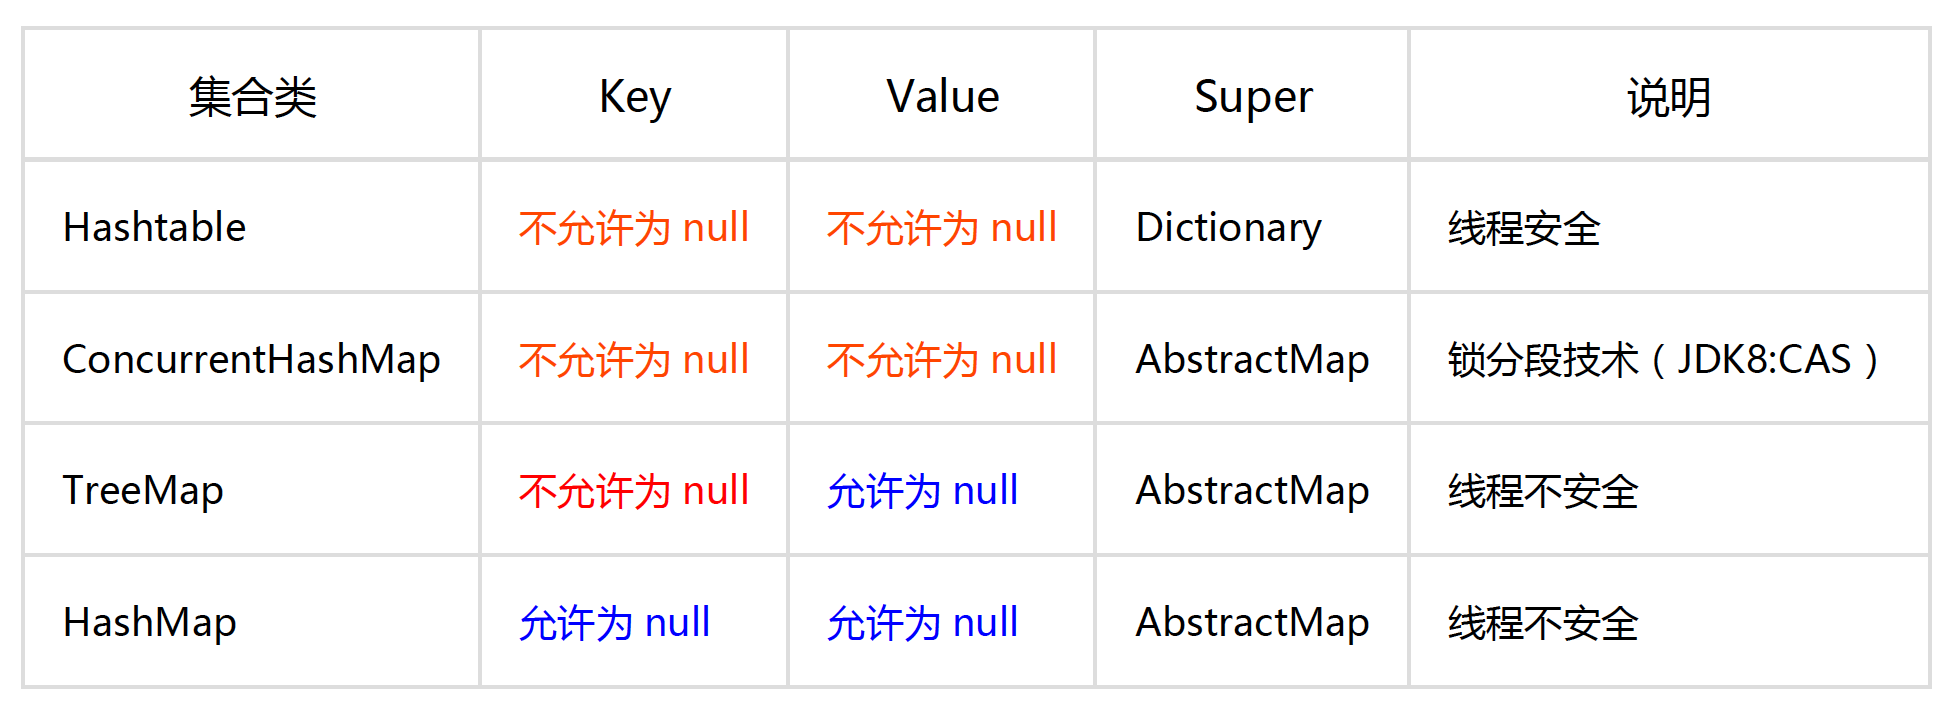 集合类 Key Value Super 说明
Hashtable 不允许为 null 不允许为 null Dictionary 线程安全
ConcurrentHashMap 不允许为 null 不允许为 null AbstractMap 锁分段技术（JDK8:CAS）
TreeMap 不允许为 null 允许为 null AbstractMap 线程不安全
HashMap 允许为 null 允许为 null AbstractMap 线程不安全